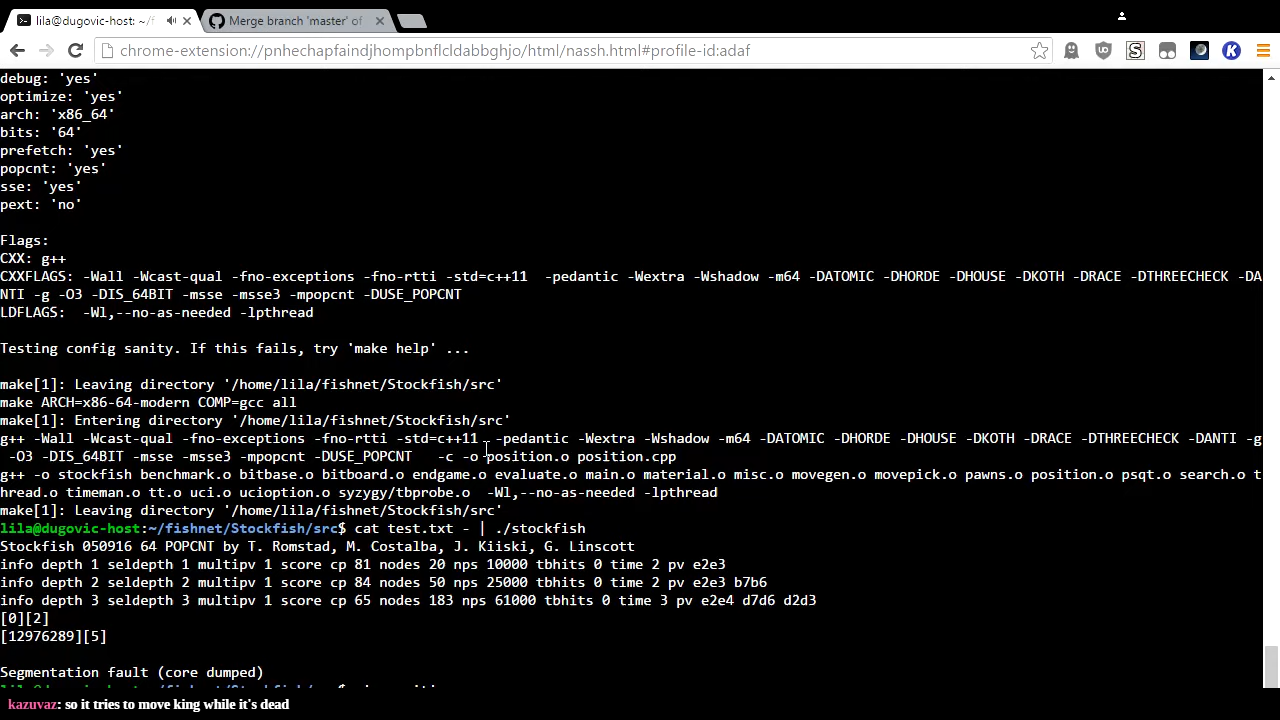 lila@dugovic-host: ~/f
Merge branch 'master' of
chrome-extension://pnhechapfaindjhompbnflcldabbghjo/html/nassh.html#profile-id:adaf
debug: 'yes'
optimize: 'yes'
arch: 'x86_64'
bits: '64'
prefetch: 'yes'
popcnt: 'yes'
sse: 'yes'
pext: 'no'
Flags:
CXX: g++
CXXFLAGS: -Wall -Wcast-qual -fno-exceptions -fno-rtti -std=c++11  -pedantic -Wextra -Wshadow -m64 -DATOMIC -DHORDE -DHOUSE -DKOTH -DRACE -DTHREECHECK -DA
NTI -g -O3 -DIS_64BIT -msse -msse3 -mpopcnt -DUSE_POPCNT
LDFLAGS:  -Wl,--no-as-needed -lpthread
Testing config sanity. If this fails, try 'make help' ...
make[1]: Leaving directory '/home/lila/fishnet/Stockfish/src'
make ARCH=x86-64-modern COMP=gcc all
make[1]: Entering directory '/home/lila/fishnet/Stockfish/src'
g++ -Wall -Wcast-qual -fno-exceptions -fno-rtti -std=c++11  -pedantic -Wextra -Wshadow -m64 -DATOMIC -DHORDE -DHOUSE -DKOTH -DRACE -DTHREECHECK -DANTI -g
-O3 -DIS_64BIT -msse -msse3 -mpopcnt -DUSE_POPCNT   -c -o position.o position.cpp
g++ -o stockfish benchmark.o bitbase.o bitboard.o endgame.o evaluate.o main.o material.o misc.o movegen.o movepick.o pawns.o position.o psqt.o search.o t
hread.o timeman.o tt.o uci.o ucioption.o syzygy/tbprobe.o  -Wl,--no-as-needed -lpthread
make[1]: Leaving directory '/home/lila/fishnet/Stockfish/src'
lila@dugovic-host:~/fishnet/Stockfish/src$ cat test.txt - | ./stockfish
Stockfish 050916 64 POPCNT by T. Romstad, M. Costalba, J. Kiiski, G. Linscott
info depth 1 seldepth 1 multipv 1 score cp 81 nodes 20 nps 10000 tbhits 0 time 2 pv e2e3
info depth 2 seldepth 2 multipv 1 score cp 84 nodes 50 nps 25000 tbhits 0 time 2 pv e2e3 b7b6
info depth 3 seldepth 3 multipv 1 score cp 65 nodes 183 nps 61000 tbhits 0 time 3 pv e2e4 d7d6 d2d3
[0][2]
[12976289][5]
Segmentation fault (core dumped)
kazuvaz: so it tries to move king while it's dead